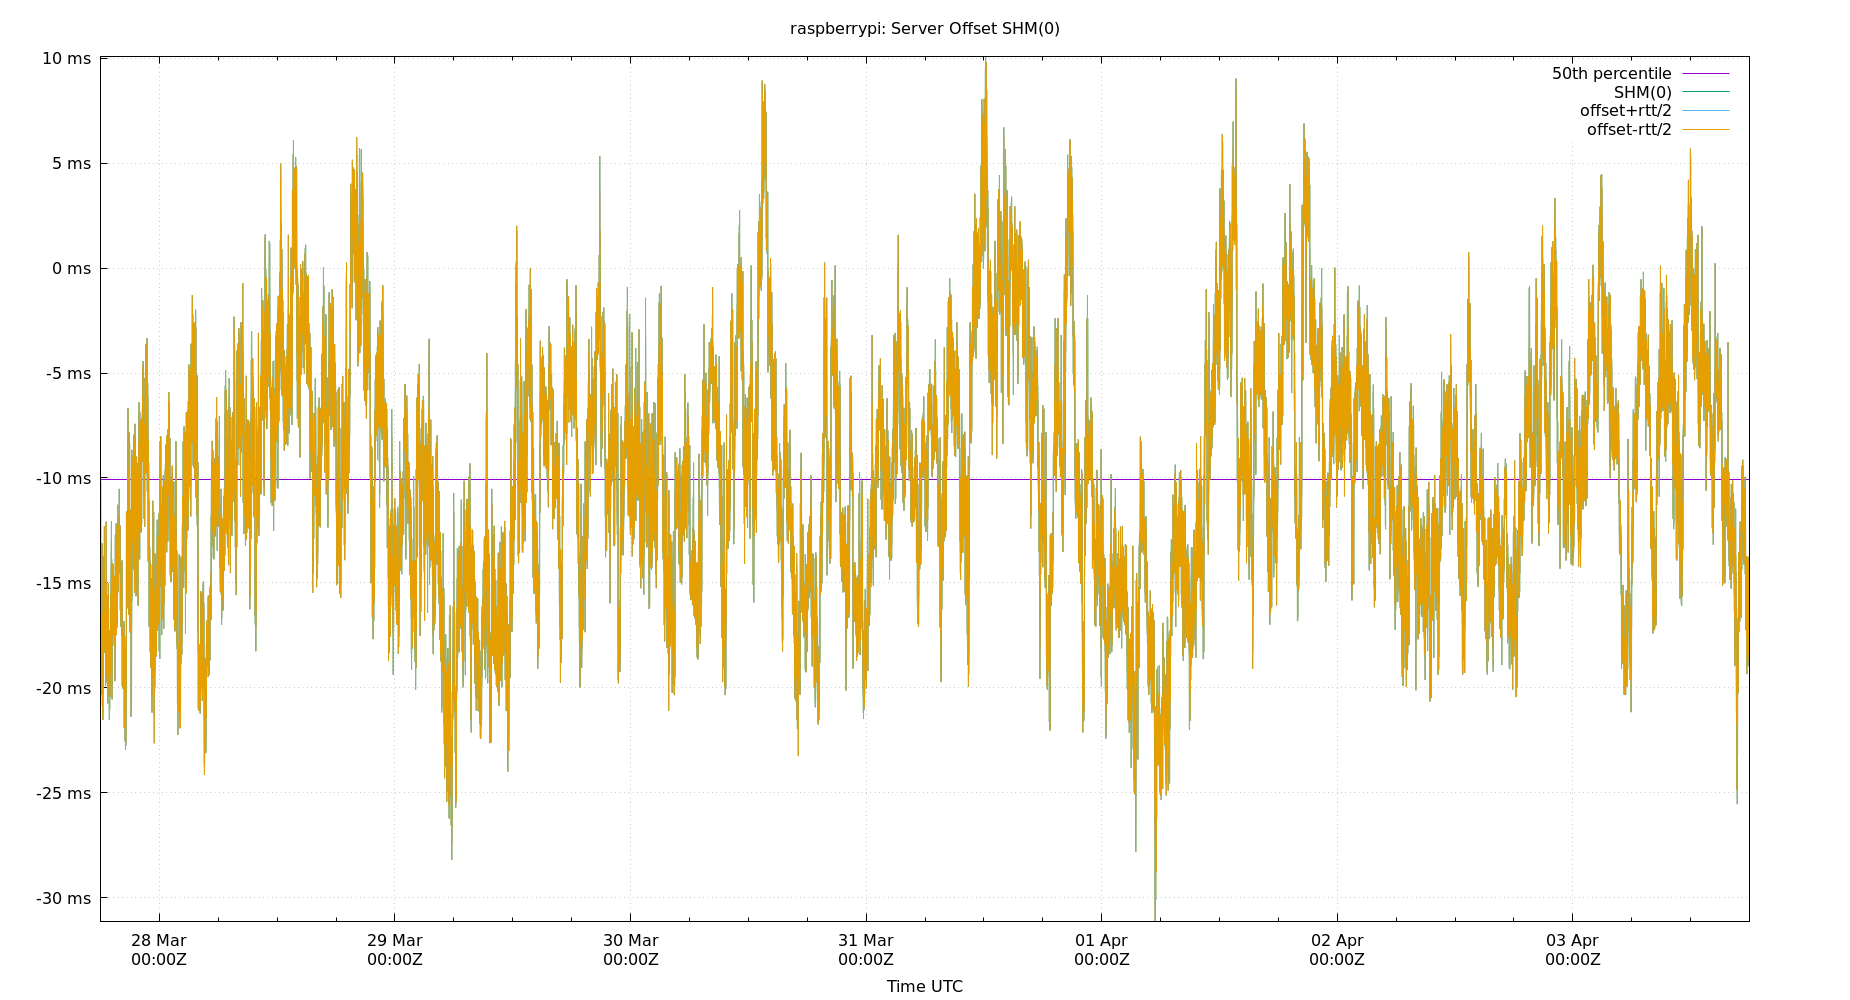 raspberrypi: Server Offset SHM(0)
10 ms
5 ms
0 ms
-5 ms
-10 ms
-15 ms
-20 ms
-25 ms
-30 ms
50th percentile
SHM(0)
offset+rtt/2
offset-rtt/2
28 Mar 29 Mar 30 Mar 31 Mar 01 Apr 02 Apr 03 Apr
00:00Z 00:00Z 00:00Z 00:00Z 00:00Z 00:00Z 00:00Z
Time UTC